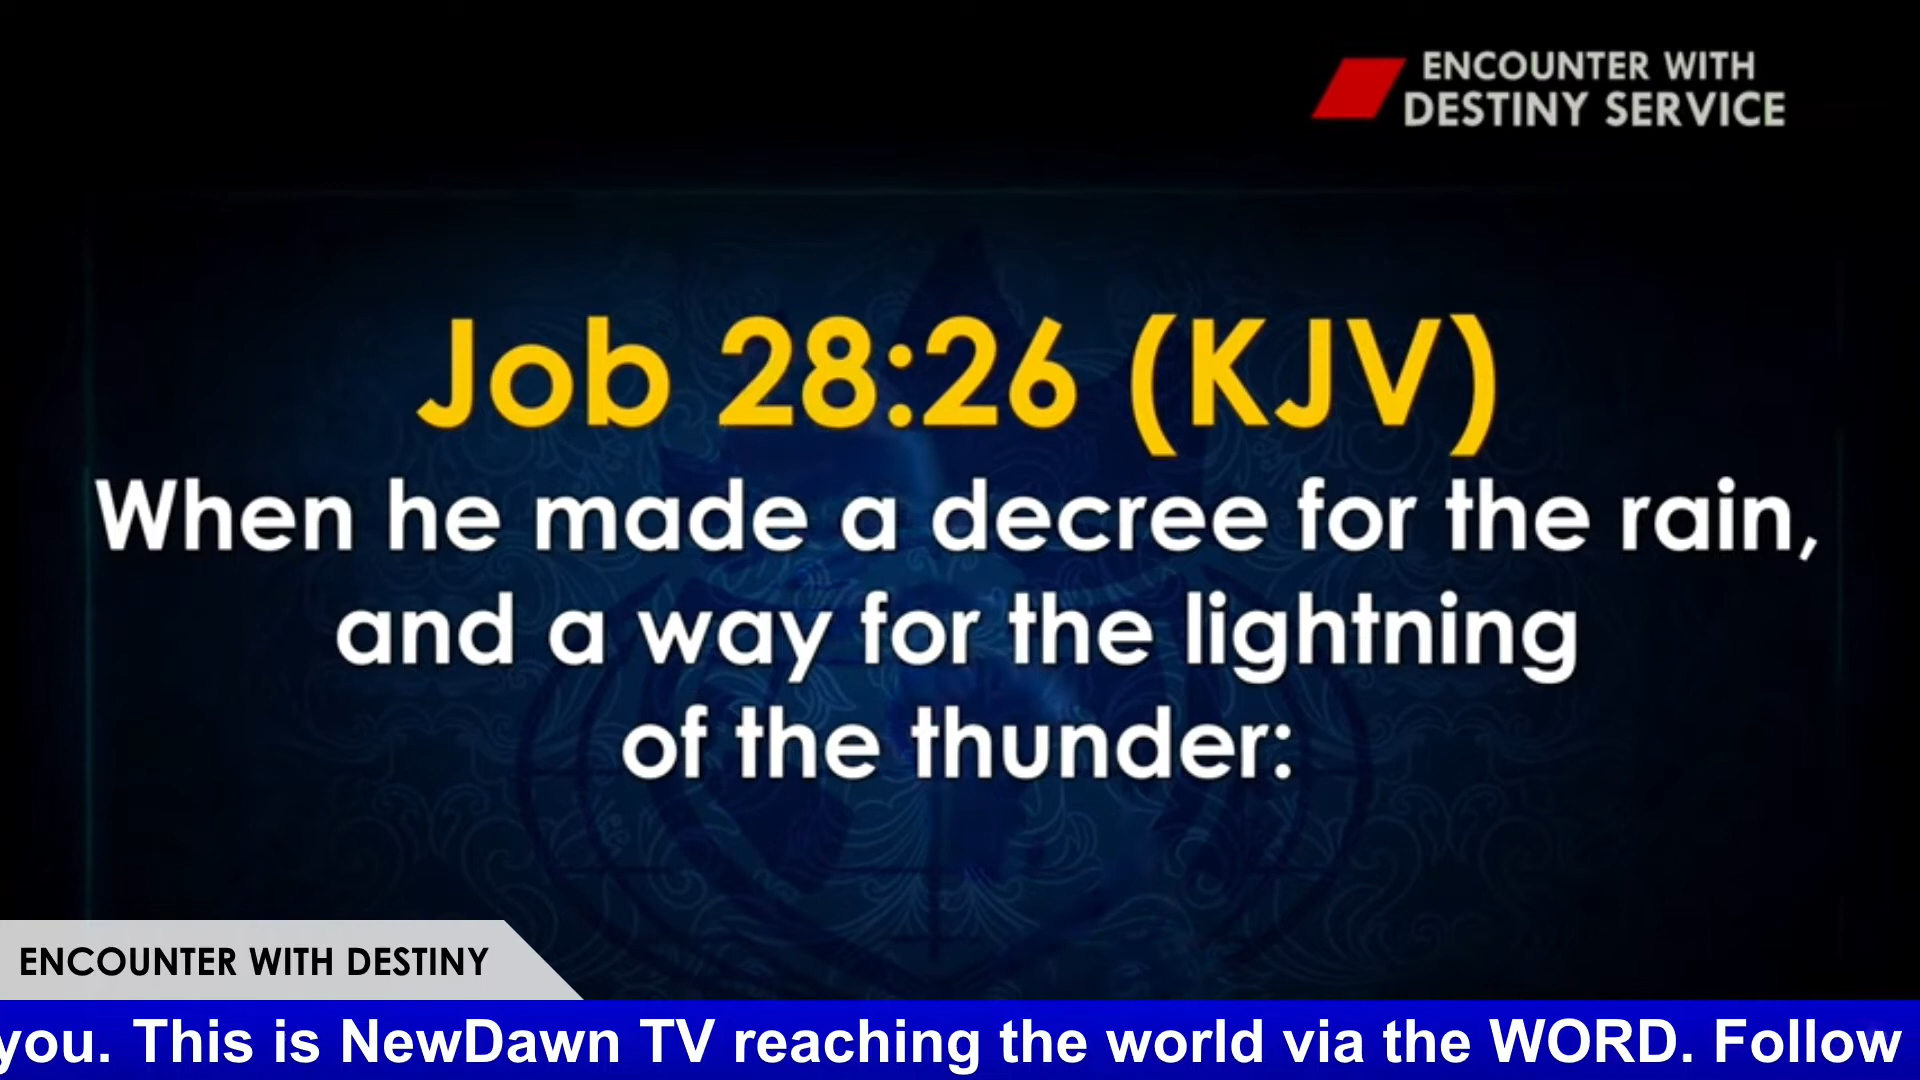 ENCOUNTER WITH
DESTINY SERVICE
Job 28:26 (KJV)
When he made a decree for the rain,
and a way for the lightning
of the thunder:
ENCOUNTER WITH DESTINY
you. This is NewDawn TV reaching the world via the WORD. Follow